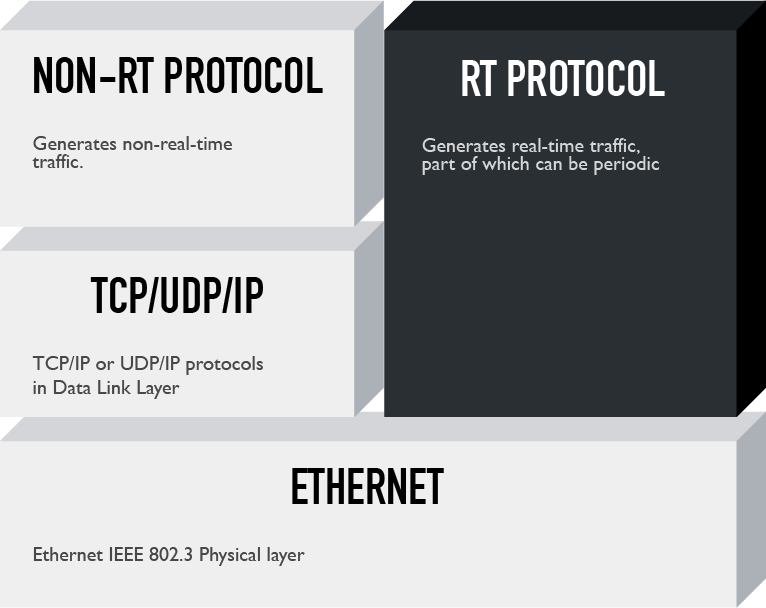 NON-RT PROTOCOL
Generates non-real-time
traffic.
RT PROTOCOL
Generates real-time traffic,
part of which can be periodic
TCP/UDP/IP
TCP/IP or UDP/IP protocols
in Data Link Layer
ETHERNET
Ethernet IEEE 802.3 Physical layer